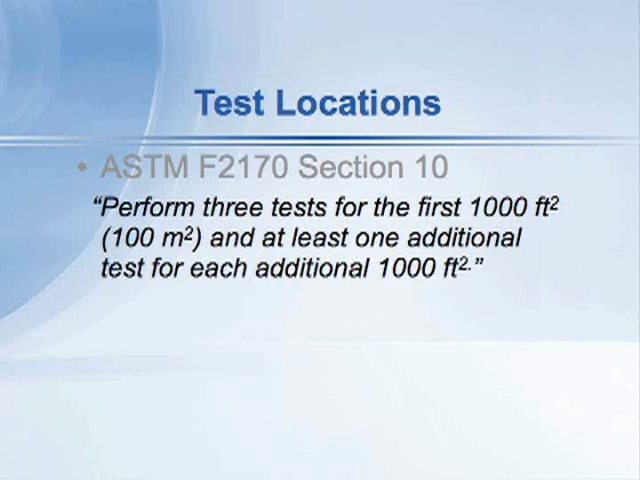 Test Locations
• ASTM F2170 Section 10
“Perform three tests for the first 1000 ft²
(100 m²) and at least one additional
test for each additional 1000 ft².”